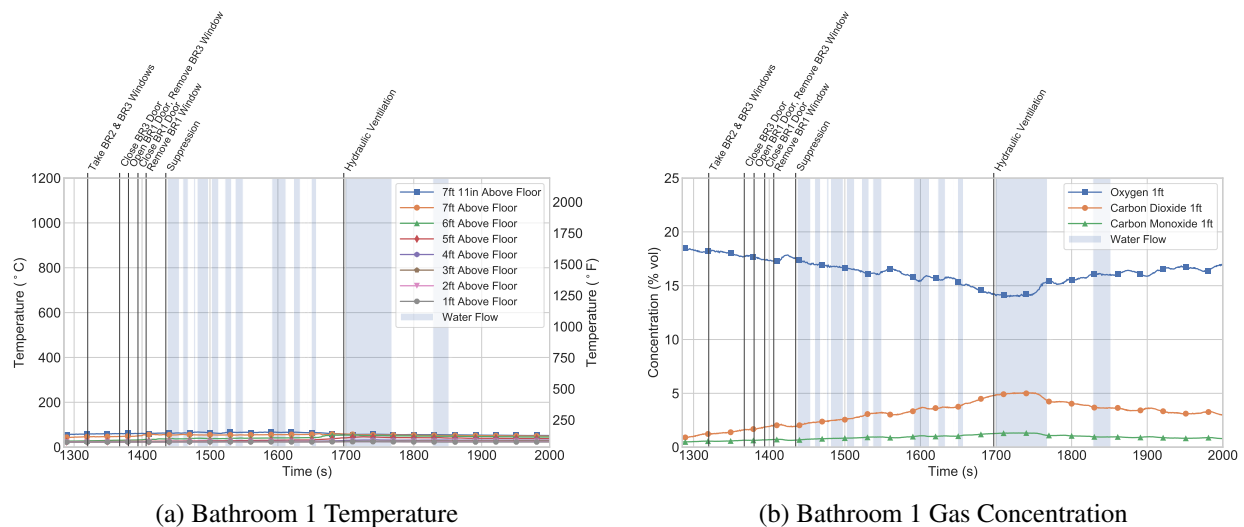 Take BR2 & BR3 Windows
Close BR3 Door
Open BR1 Door, Remove BR3 Window
Close BR1 Door
Remove BR1 Window
Suppression
Hydraulic Ventilation
1200
1000
800
600
400
200
0
Temperature (°C)
2000
1750
1500
1250
1000
750
500
250
Temperature (°F)
7ft 11in Above Floor
7ft Above Floor
6ft Above Floor
5ft Above Floor
4ft Above Floor
3ft Above Floor
2ft Above Floor
1ft Above Floor
Water Flow
1300 1400 1500 1600 1700 1800 1900 2000
Time (s)
(a) Bathroom 1 Temperature
Take BR2 & BR3 Windows
Close BR3 Door
Open BR1 Door, Remove BR3 Window
Close BR1 Door
Remove BR1 Window
Suppression
Hydraulic Ventilation
25
20
15
10
5
0
Concentration (% vol)
Oxygen 1ft
Carbon Dioxide 1ft
Carbon Monoxide 1ft
Water Flow
1300 1400 1500 1600 1700 1800 1900 2000
Time (s)
(b) Bathroom 1 Gas Concentration